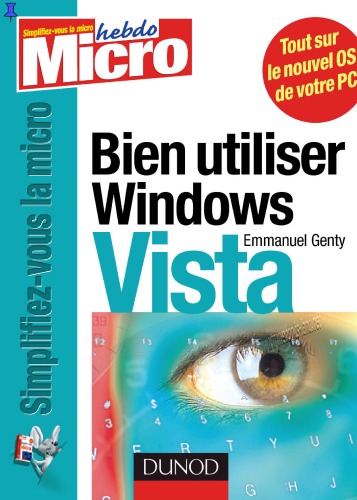 Simplifiez-vous la micro
hebdo
Micro
Tout sur
le nouvel OS
de votre PC
Simplifiez-vous la micro
Bien utiliser
Windows
Vista
Emmanuel Genty
DUNOD